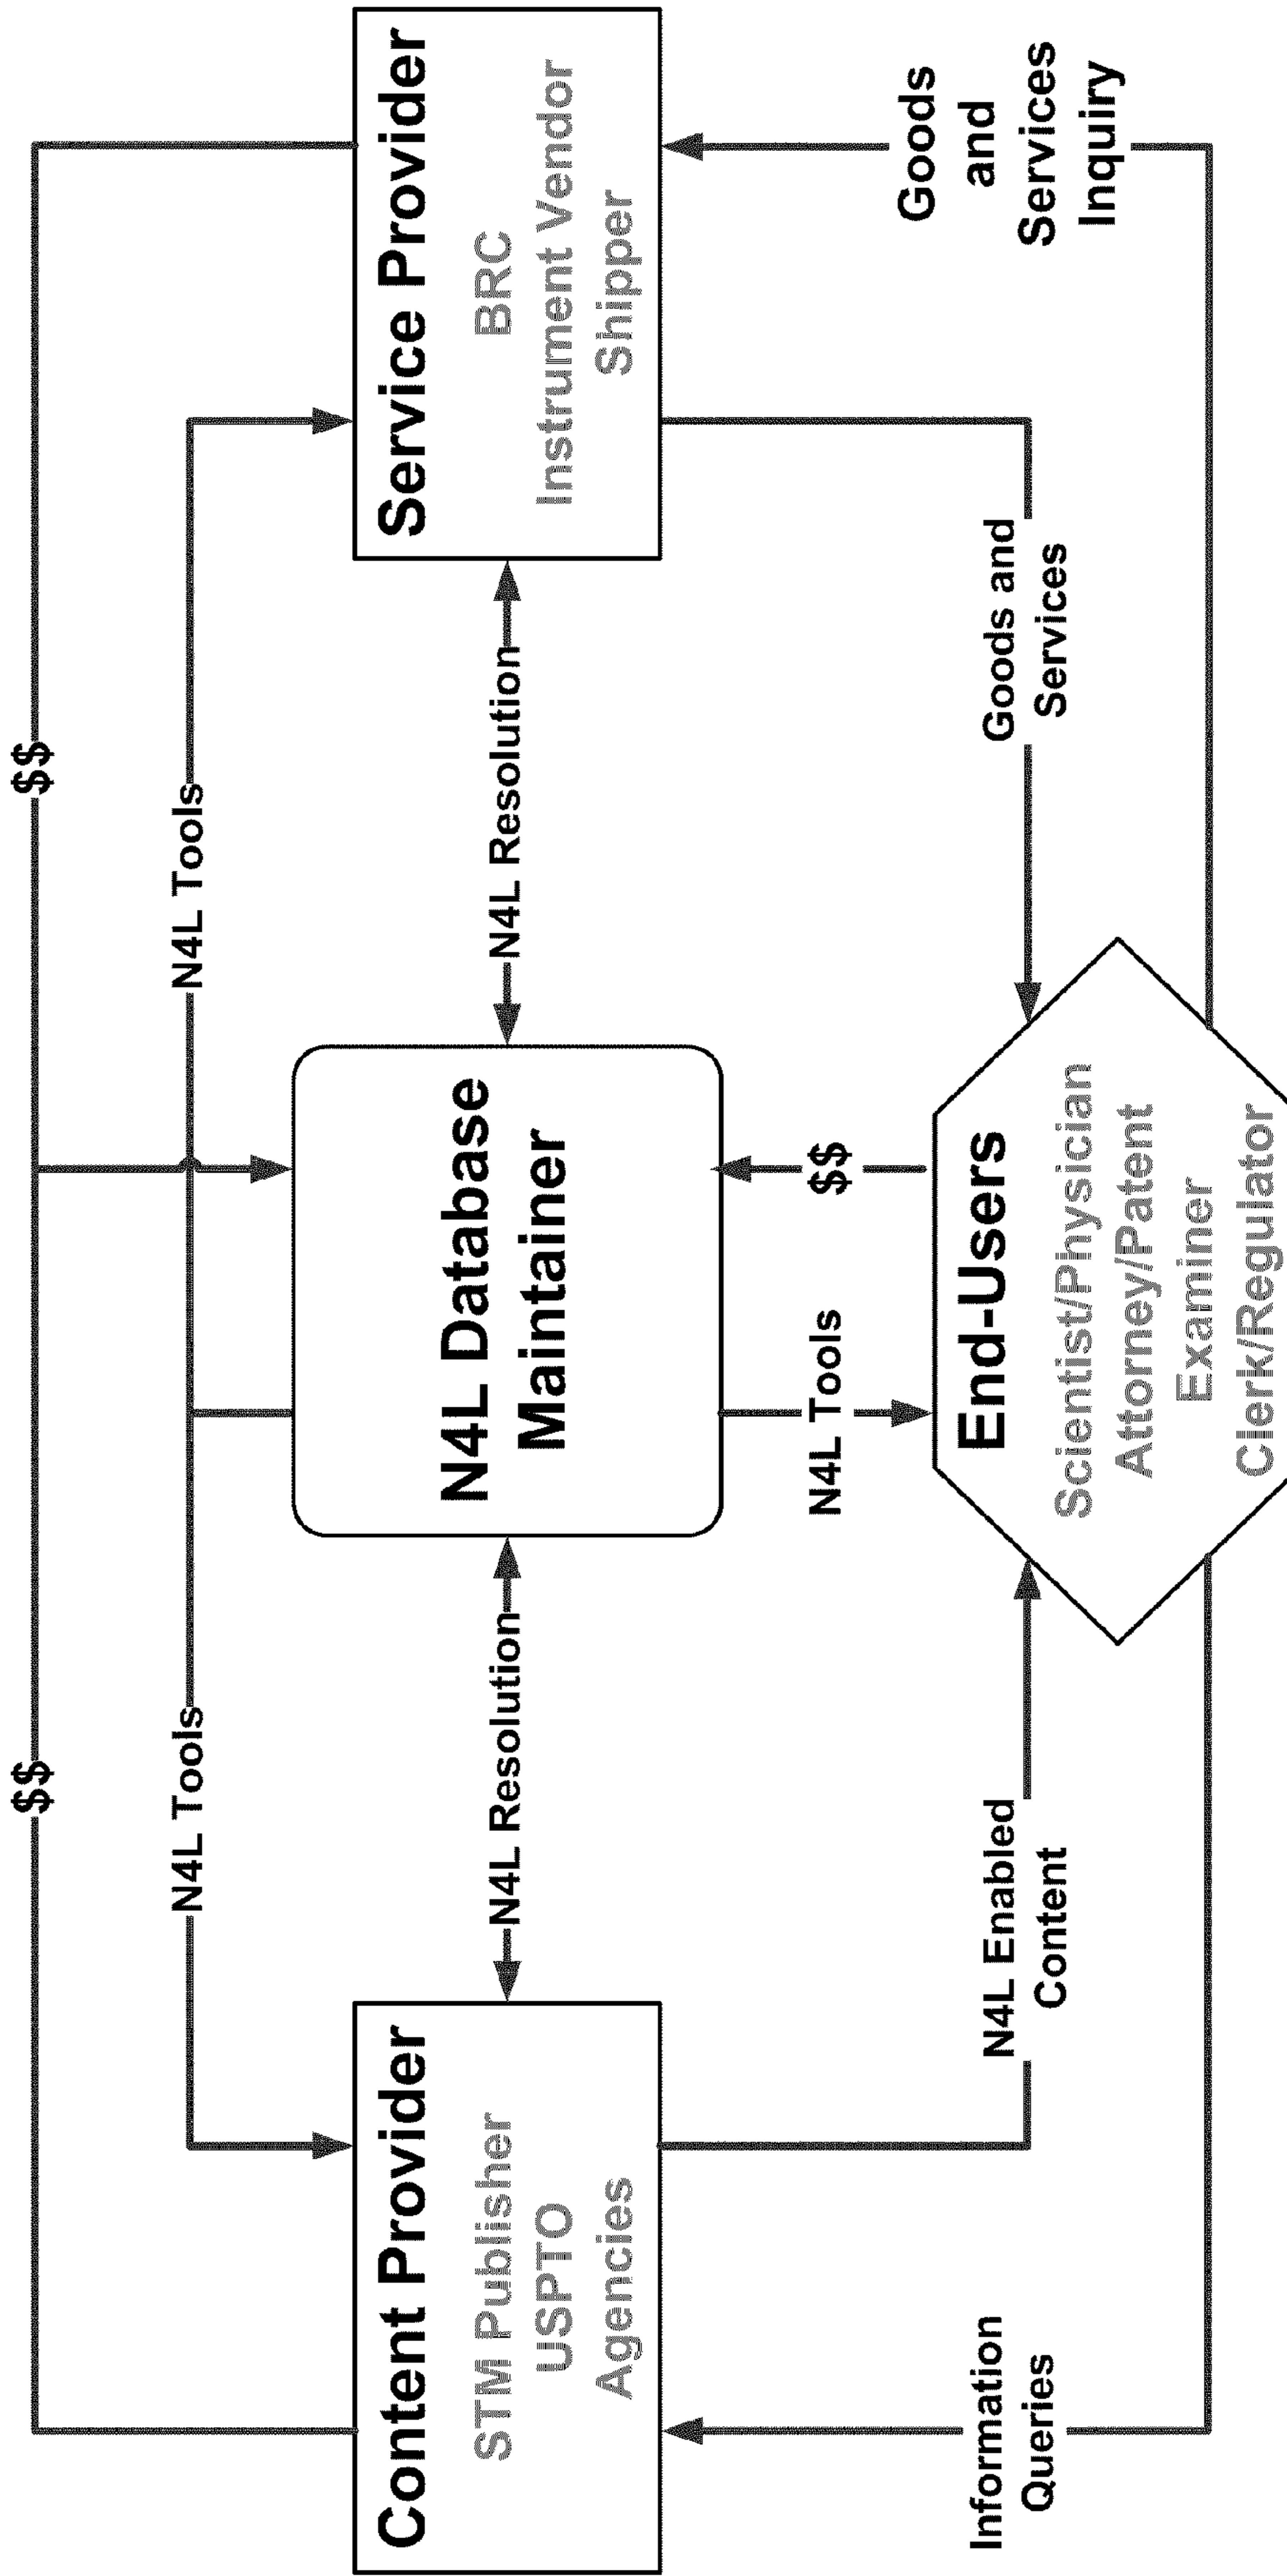 $$
$$
N4L Tools
N4L Tools
Content Provider
STM Publisher
USPTO
Agencies
N4L Resolution
N4L Database
Maintainer
N4L Resolution
Service Provider
BRC
Instrument Vendor
Shipper
N4L Tools
$$
Information
Queries
N4L Enabled
Content
End-Users
Scientist/Physician
Attorney/Patent
Examiner
Clerk/Regulator
Goods and
Services
Goods
and
Services
Inquiry